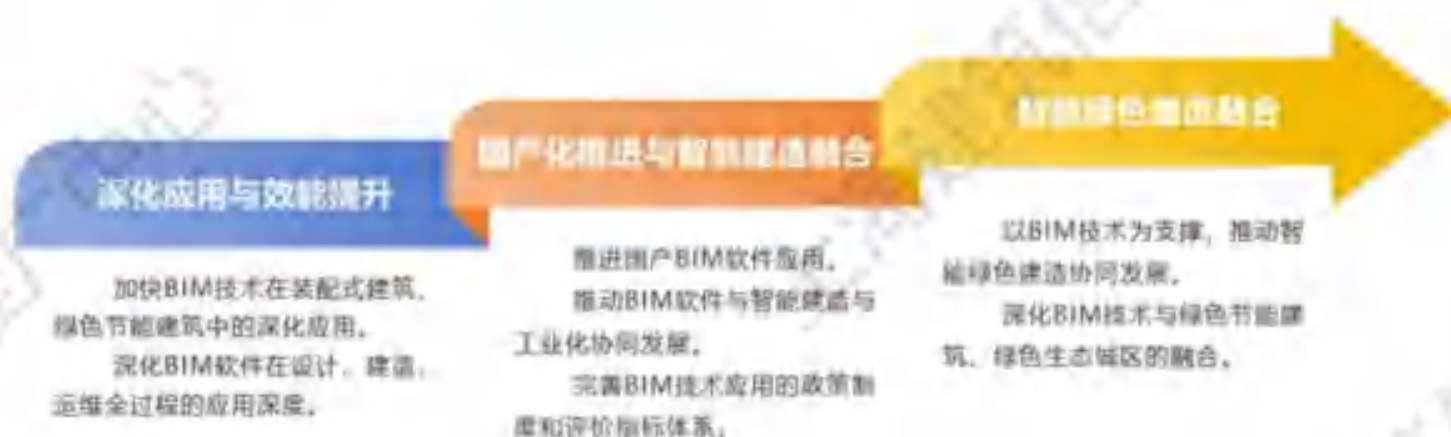 深化应用与效能提升
加快BIM技术在装配式建筑、
绿色节能建筑中的深化应用。
深化BIM软件在设计、建造、
运维全过程的应用深度。
国产化推进与智能建造融合
推进国产BIM软件应用。
推动BIM软件与智能建造与
工业化协同发展。
完善BIM技术应用的政策制
度和评价指标体系。
智能绿色建造融合
以BIM技术为支撑，推动智
能绿色建造协同发展。
深化BIM技术与绿色节能建
筑、绿色生态城区的融合。